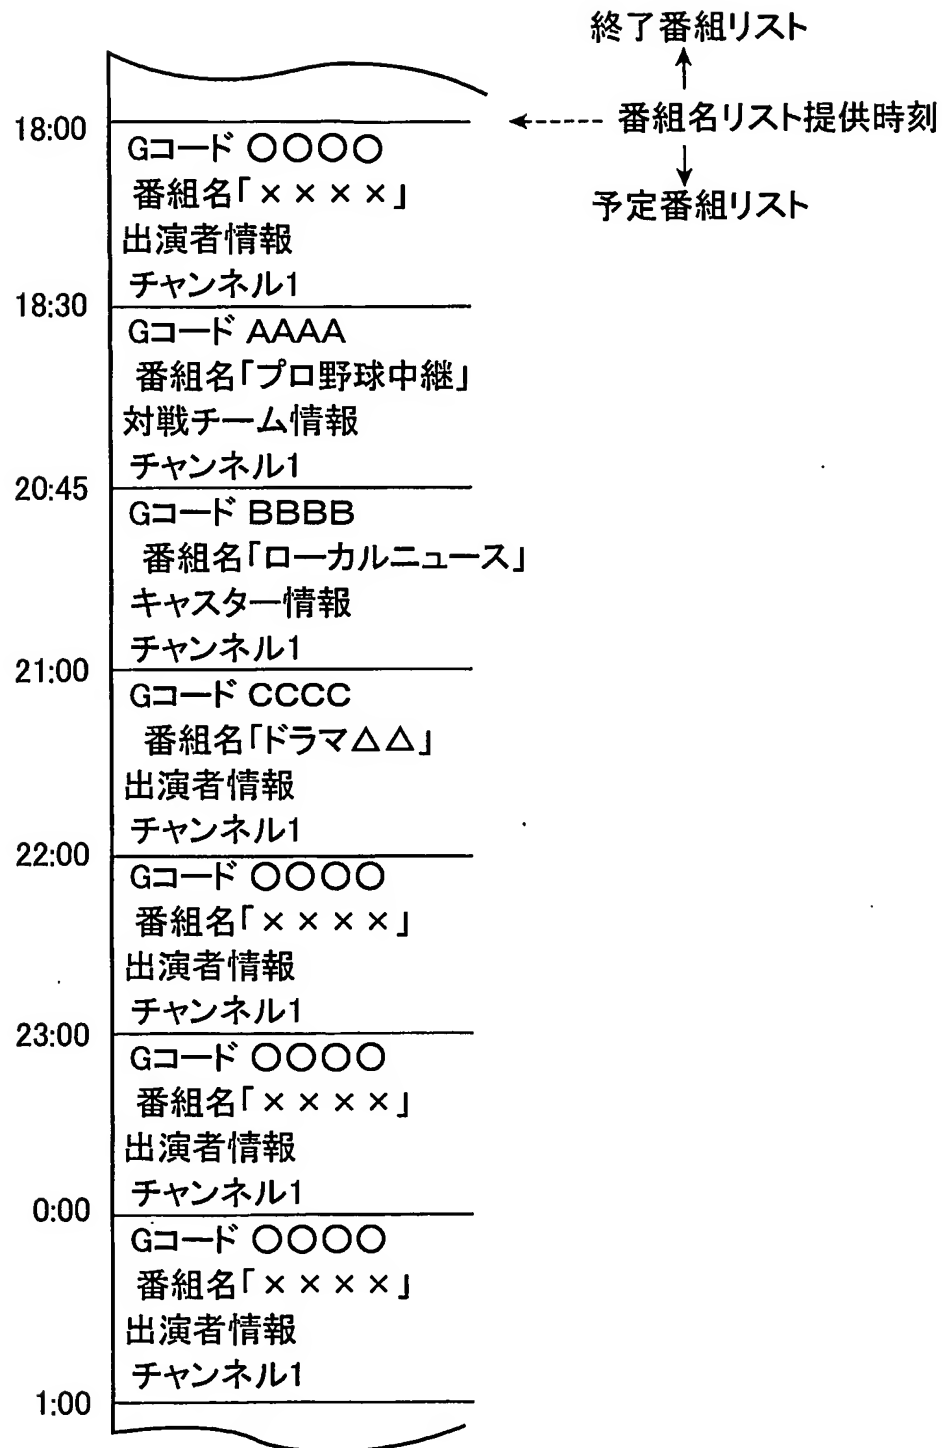 終了番組リスト
番組名リスト提供時刻
予定番組リスト
18:00
Gコード ○○○○
番組名「××××」
出演者情報
チャンネル1
18:30
Gコード AAAA
番組名「プロ野球中継」
対戦チーム情報
チャンネル1
20:45
Gコード BBBB
番組名「ローカルニュース」
キャスター情報
チャンネル1
21:00
Gコード CCCC
番組名「ドラマ△△」
出演者情報
チャンネル1
22:00
Gコード ○○○○
番組名「××××」
出演者情報
チャンネル1
23:00
Gコード ○○○○
番組名「××××」
出演者情報
チャンネル1
0:00
Gコード ○○○○
番組名「××××」
出演者情報
チャンネル1
1:00